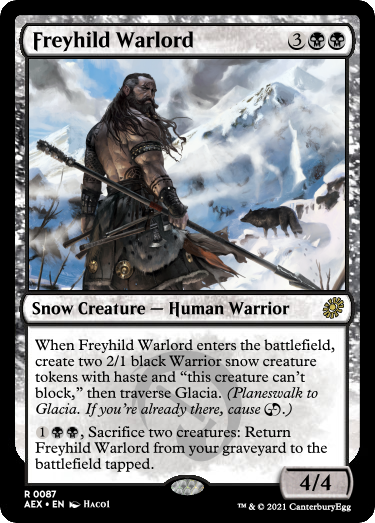 Freyhild Warlord 3
Snow Creature — Human Warrior
When Freyhild Warlord enters the battlefield,
create two 2/1 black Warrior snow creature
tokens with haste and “this creature can’t
block,” then traverse Glacia. (Planeswalk to
Glacia. If you’re already there, cause .)
1 , Sacrifice two creatures: Return
Freyhild Warlord from your graveyard to the
battlefield tapped.
4/4
R 0087
AEX • EN Haco1
™ & © 2021 CanterburyEgg